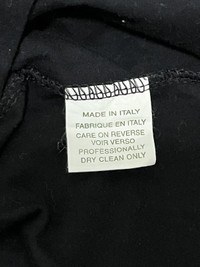 MADE IN ITALY
FABRIQUE EN ITALY
CARE ON REVERSE
VOIR VERSO
PROFESSIONALLY
DRY CLEAN ONLY